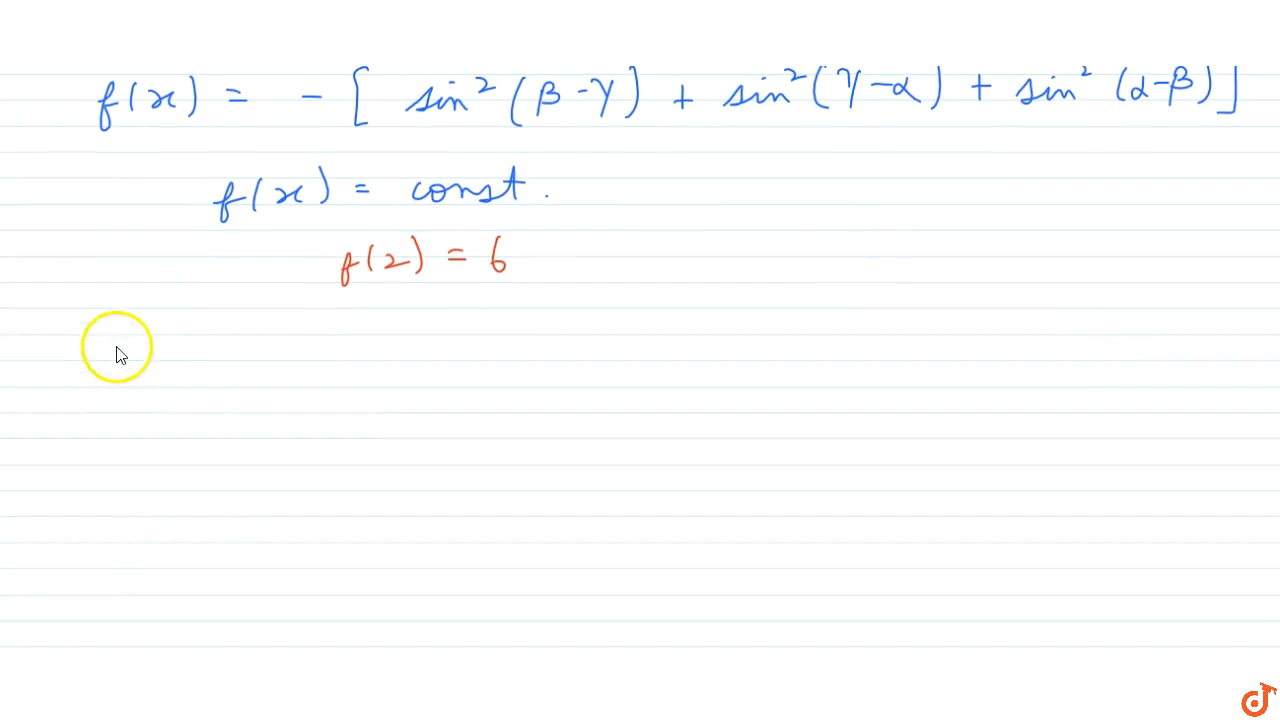 f(x) = - [ sin² (β-γ) + sin² (γ-α) + sin² (α-β) ]
f(x) = const.
f(2) = 6